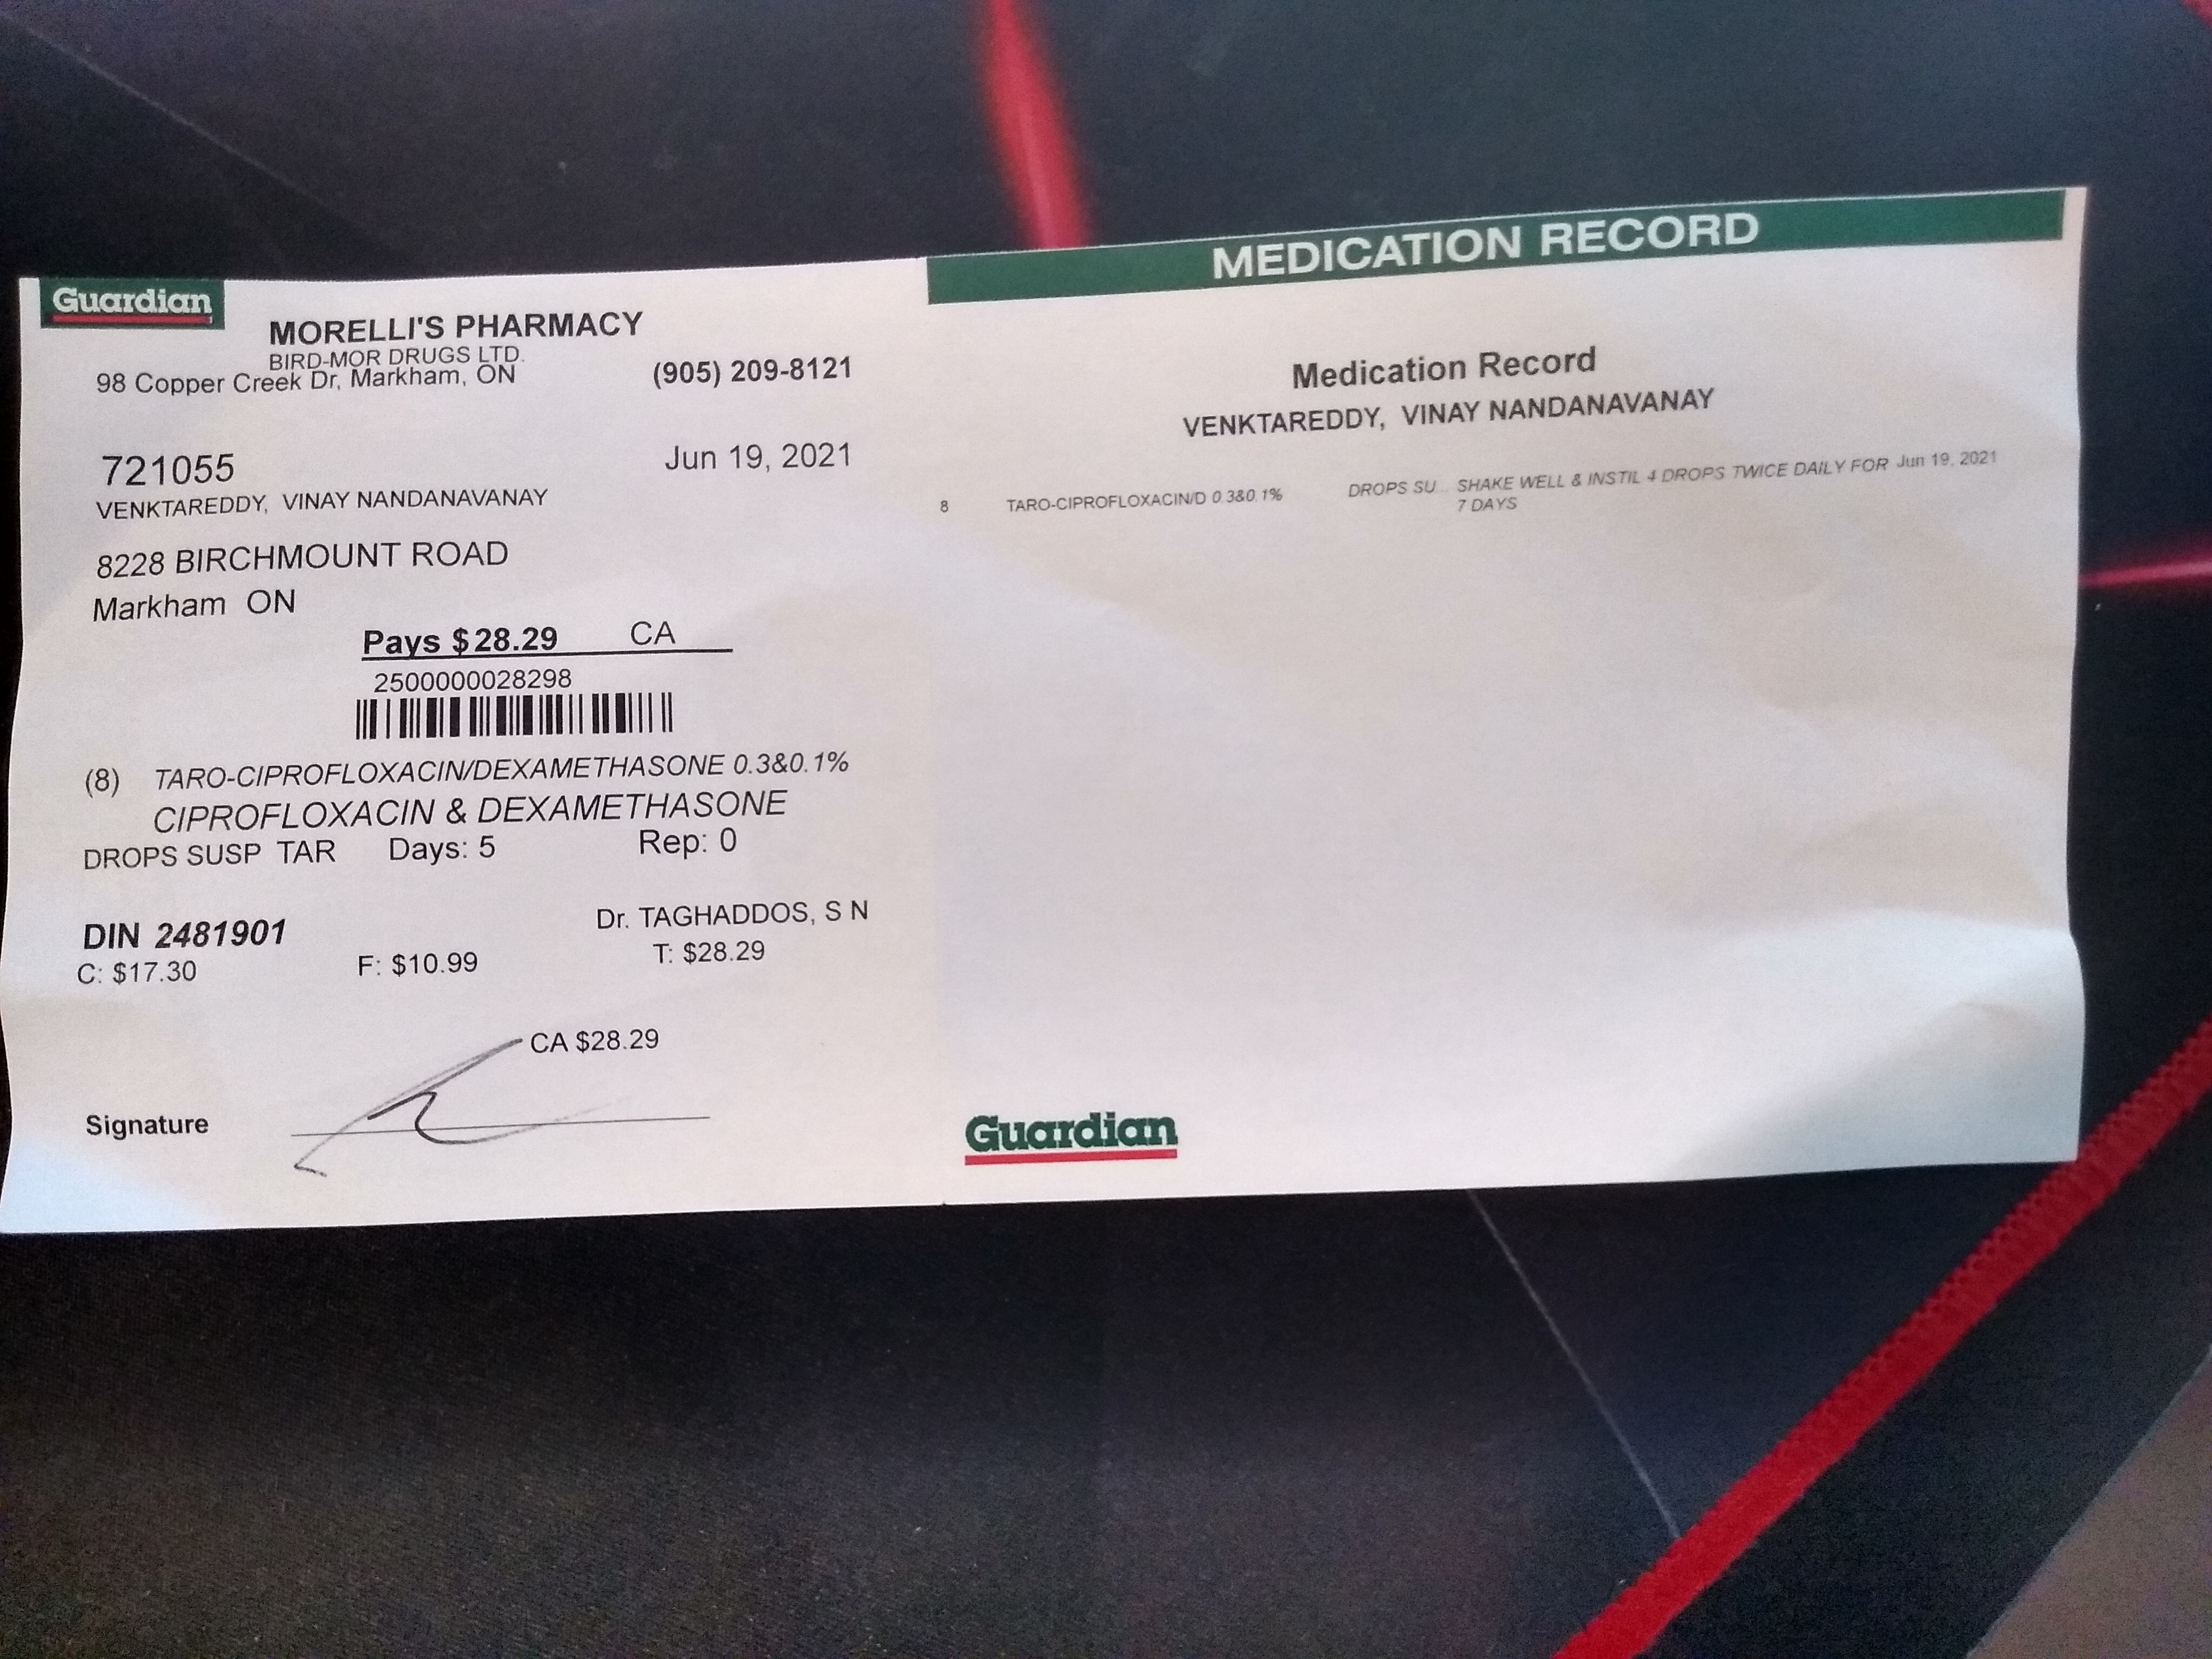 Guardian
MORELLI'S PHARMACY
BIRD-MOR DRUGS LTD.
98 Copper Creek Dr, Markham, ON (905) 209-8121
721055 Jun 19, 2021
VENKTAREDDY, VINAY NANDANAVANAY
8228 BIRCHMOUNT ROAD
Markham ON
Pays $28.29 CA
2500000028298
(8) TARO-CIPROFLOXACIN/DEXAMETHASONE 0.3&0.1%
CIPROFLOXACIN & DEXAMETHASONE
DROPS SUSP TAR Days: 5 Rep: 0
DIN 2481901 Dr. TAGHADDOS, S N
C: $17.30 F: $10.99 T: $28.29
CA $28.29
Signature
MEDICATION RECORD
Medication Record
VENKTAREDDY, VINAY NANDANAVANAY
8 TARO-CIPROFLOXACIN/D 0.3&0.1% DROPS SU... SHAKE WELL & INSTIL 4 DROPS TWICE DAILY FOR Jun 19, 2021
7 DAYS
Guardian